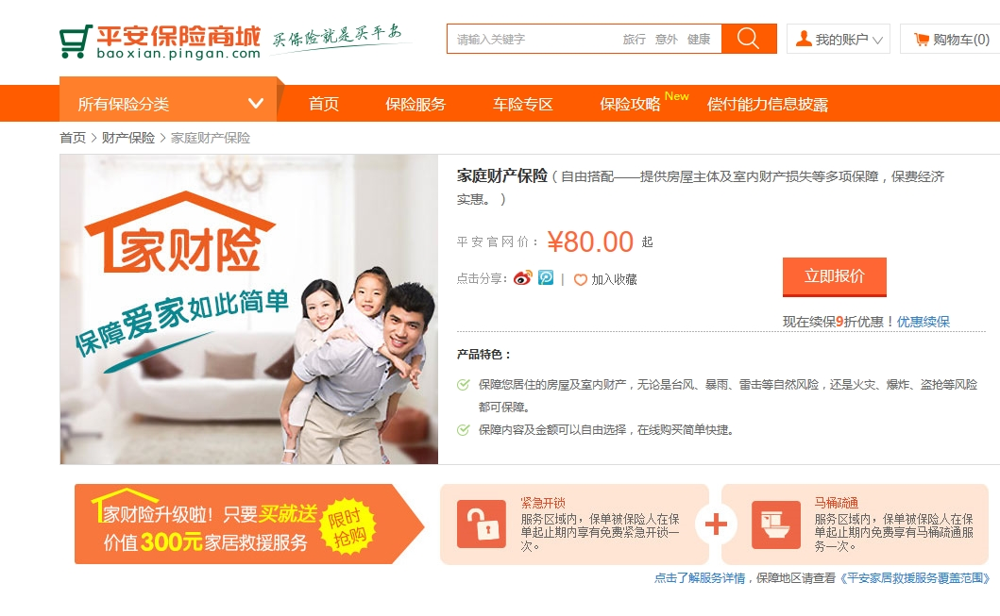 平安保险商城
baoxian.pingan.com
买保险就是买平安
请输入关键字 旅行 意外 健康
我的账户
购物车(0)
所有保险分类 首页 保险服务 车险专区 保险攻略 New 偿付能力信息披露
首页 > 财产保险 > 家庭财产保险
家财险
保障爱家如此简单
家庭财产保险 ( 自由搭配——提供房屋主体及室内财产损失等多项保障，保费经济
实惠。 )
平安官网价： ¥80.00 起
点击分享： | 加入收藏
立即报价
现在续保9折优惠！优惠续保
产品特色：
保障您居住的房屋及室内财产，无论是台风、暴雨、雷击等自然风险，还是火灾、爆炸、盗抢等风险
都可保障。
保障内容及金额可以自由选择，在线购买简单快捷。
家财险升级啦！只要买就送
价值300元家居救援服务
限时
抢购
紧急开锁
服务区域内，保单被保险人在保
单起止期内享有免费紧急开锁一
次。
马桶疏通
服务区域内，保单被保险人在保
单起止期内免费享有马桶疏通服
务一次。
点击了解服务详情，保障地区请查看《平安家居救援服务覆盖范围》